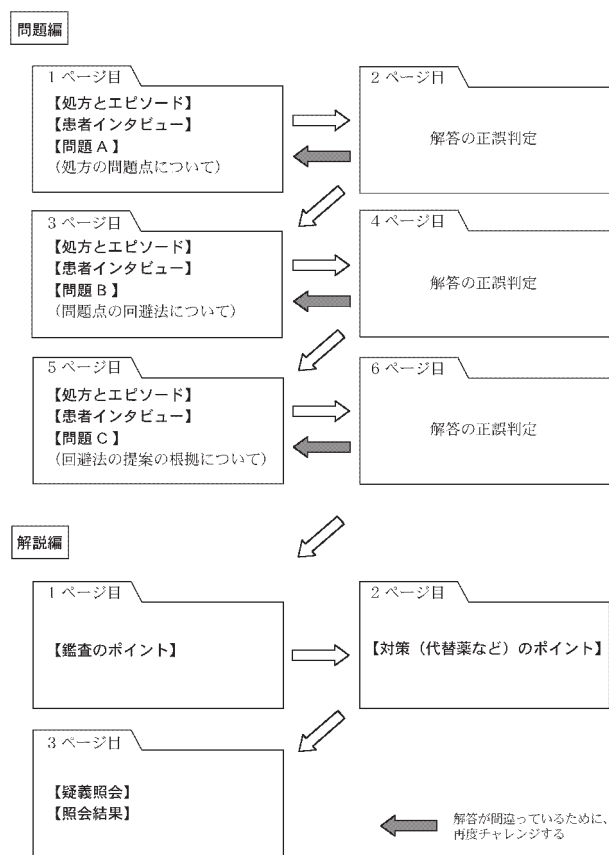 問題編
1 ページ目
【処方とエピソード】
【患者インタビュー】
【問題 A 】
(処方の問題点について)
2 ページ目
解答の正誤判定
3 ページ目
【処方とエピソード】
【患者インタビュー】
【問題 B 】
(問題点の回避法について)
4 ページ目
解答の正誤判定
5 ページ目
【処方とエピソード】
【患者インタビュー】
【問題 C 】
(回避法の提案の根拠について)
6 ページ目
解答の正誤判定
解説編
1 ページ目
【鑑査のポイント】
2 ページ目
【対策(代替薬など)のポイント】
3 ページ目
【疑義照会】
【照会結果】
解答が間違っているために、
再度チャレンジする